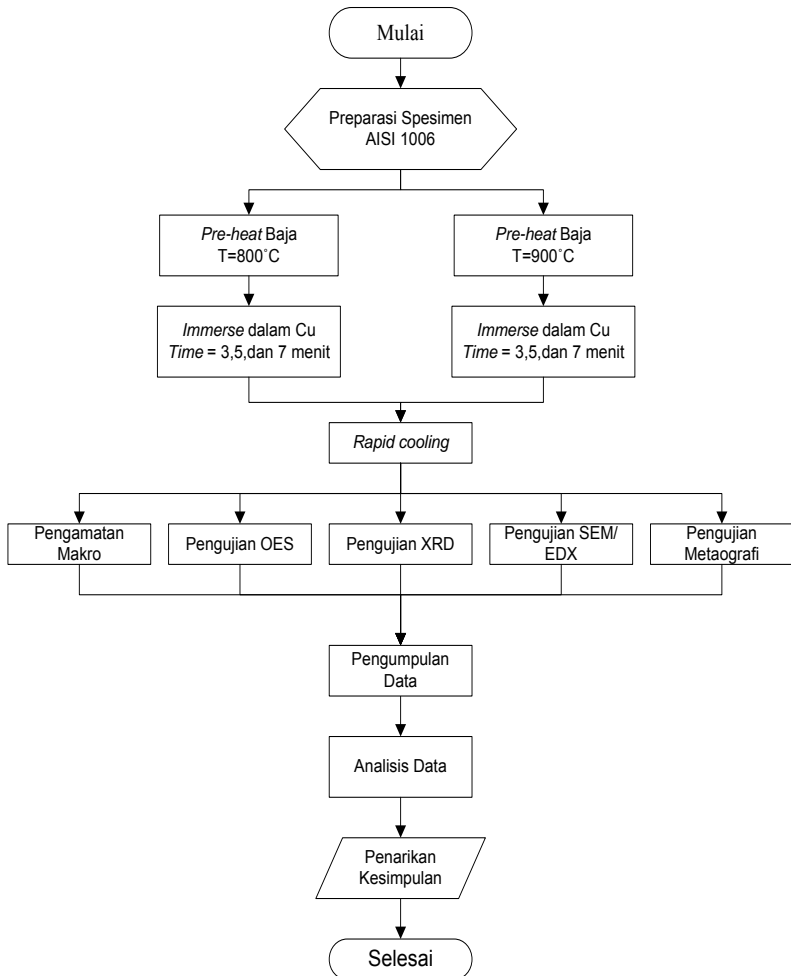 Mulai
Preparasi Spesimen
AISI 1006
Pre-heat Baja
T=800˚C
Pre-heat Baja
T=900˚C
Immerse dalam Cu
Time = 3,5,dan 7 menit
Immerse dalam Cu
Time = 3,5,dan 7 menit
Rapid cooling
Pengamatan
Makro
Pengujian OES
Pengujian XRD
Pengujian SEM/
EDX
Pengujian
Metaografi
Pengumpulan
Data
Analisis Data
Penarikan
Kesimpulan
Selesai